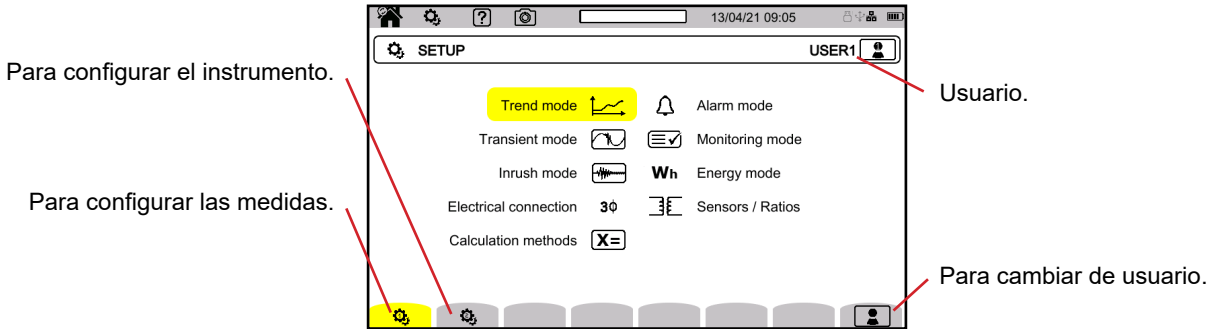 13/04/21 09:05
SETUP USER1
Para configurar el instrumento.
Usuario.
Trend mode Alarm mode
Transient mode Monitoring mode
Inrush mode Wh Energy mode
Para configurar las medidas.
Electrical connection 3ϕ Sensors / Ratios
Calculation methods X=
Para cambiar de usuario.